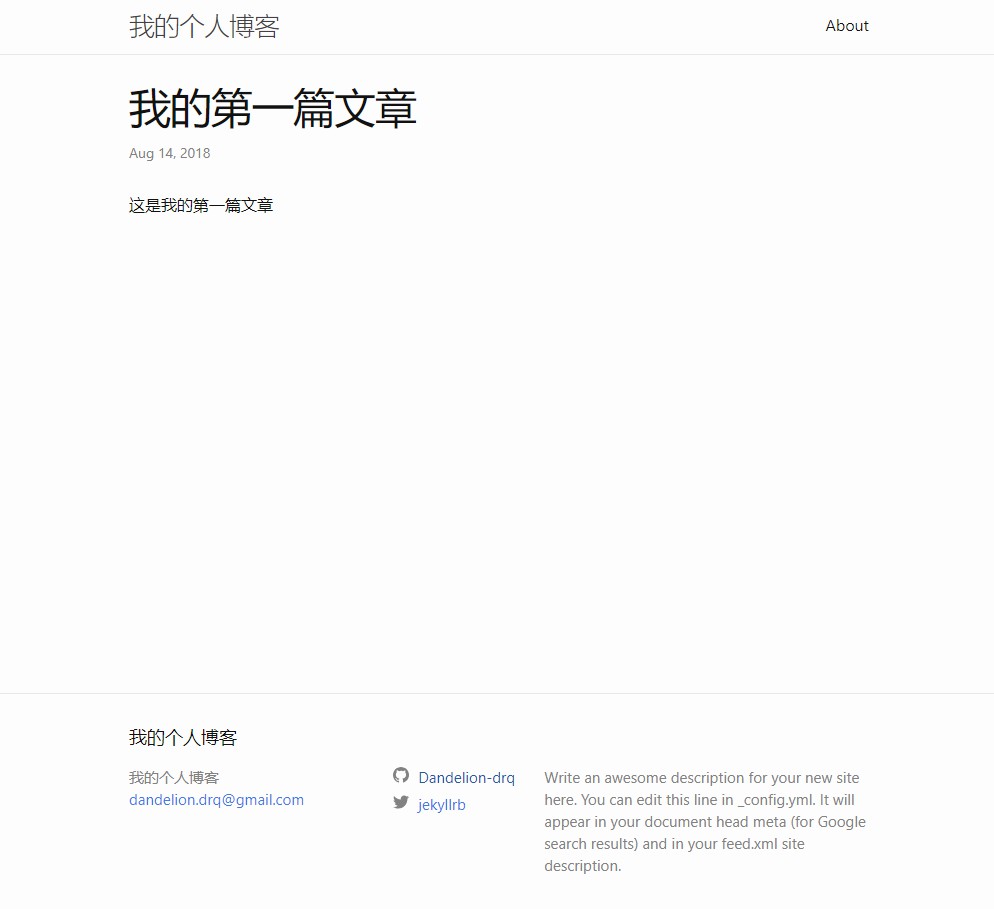 我的个人博客
About
我的第一篇文章
Aug 14, 2018
这是我的第一篇文章
我的个人博客
我的个人博客
dandelion.drq@gmail.com
Dandelion-drq
jekyllrb
Write an awesome description for your new site
here. You can edit this line in _config.yml. It will
appear in your document head meta (for Google
search results) and in your feed.xml site
description.